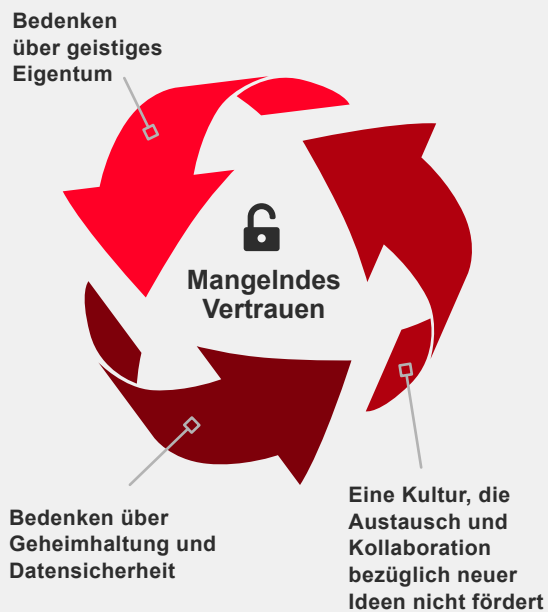 Bedenken
über geistiges
Eigentum
Mangelndes
Vertrauen
Bedenken über
Geheimhaltung und
Datensicherheit
Eine Kultur, die
Austausch und
Kollaboration
bezüglich neuer
Ideen nicht fördert